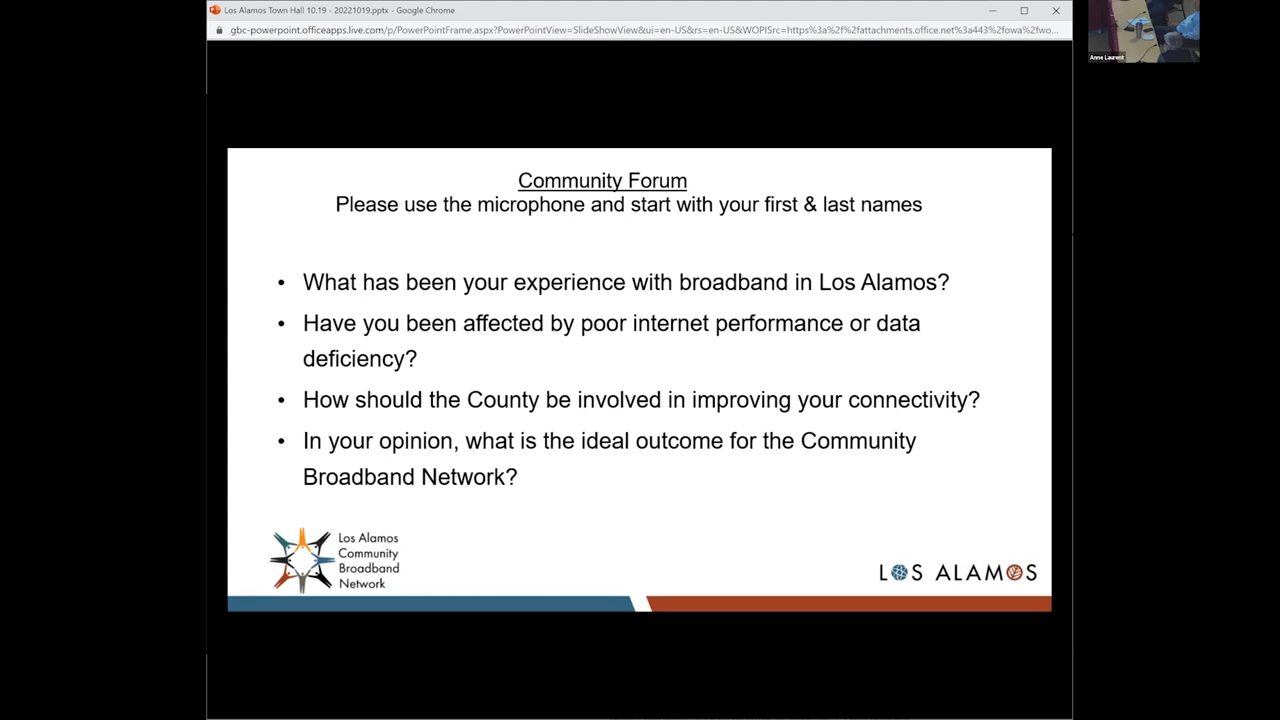 Los Alamos Town Hall 10.19 - 20221019.pptx - Google Chrome
gbc-powerpoint.officeapps.live.com/p/PowerPointFrame.aspx?PowerPointView=SlideShowView&ui=en-US&rs=en-US&WOPISrc=https%3a%2f%2fattachments.office.net%3a443%2fowa%2fwo...
Anne Laurent
Community Forum
Please use the microphone and start with your first & last names
• What has been your experience with broadband in Los Alamos?
• Have you been affected by poor internet performance or data
deficiency?
• How should the County be involved in improving your connectivity?
• In your opinion, what is the ideal outcome for the Community
Broadband Network?
Los Alamos
Community
Broadband
Network
LOS ALAMOS